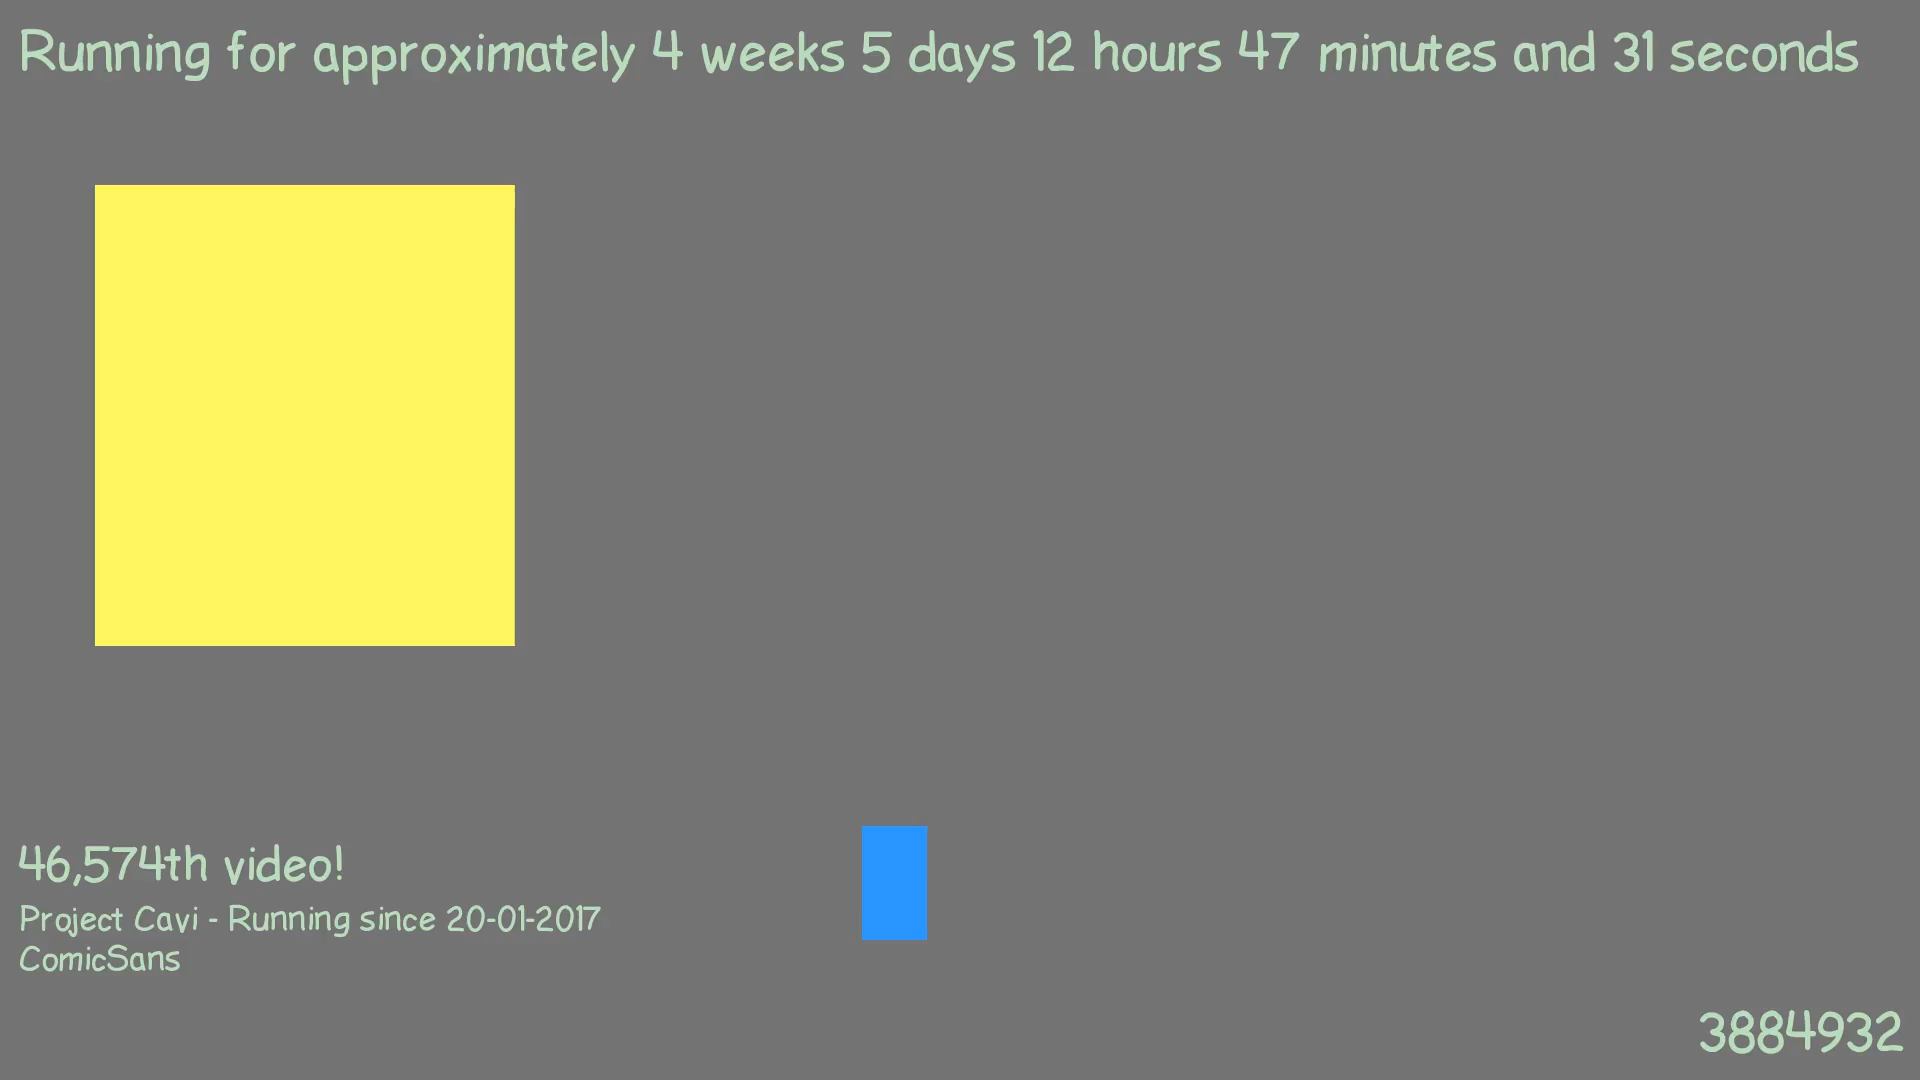 Running for approximately 4 weeks 5 days 12 hours 47 minutes and 31 seconds
46,574th video!
Project Cavi - Running since 20-01-2017
ComicSans
3884932